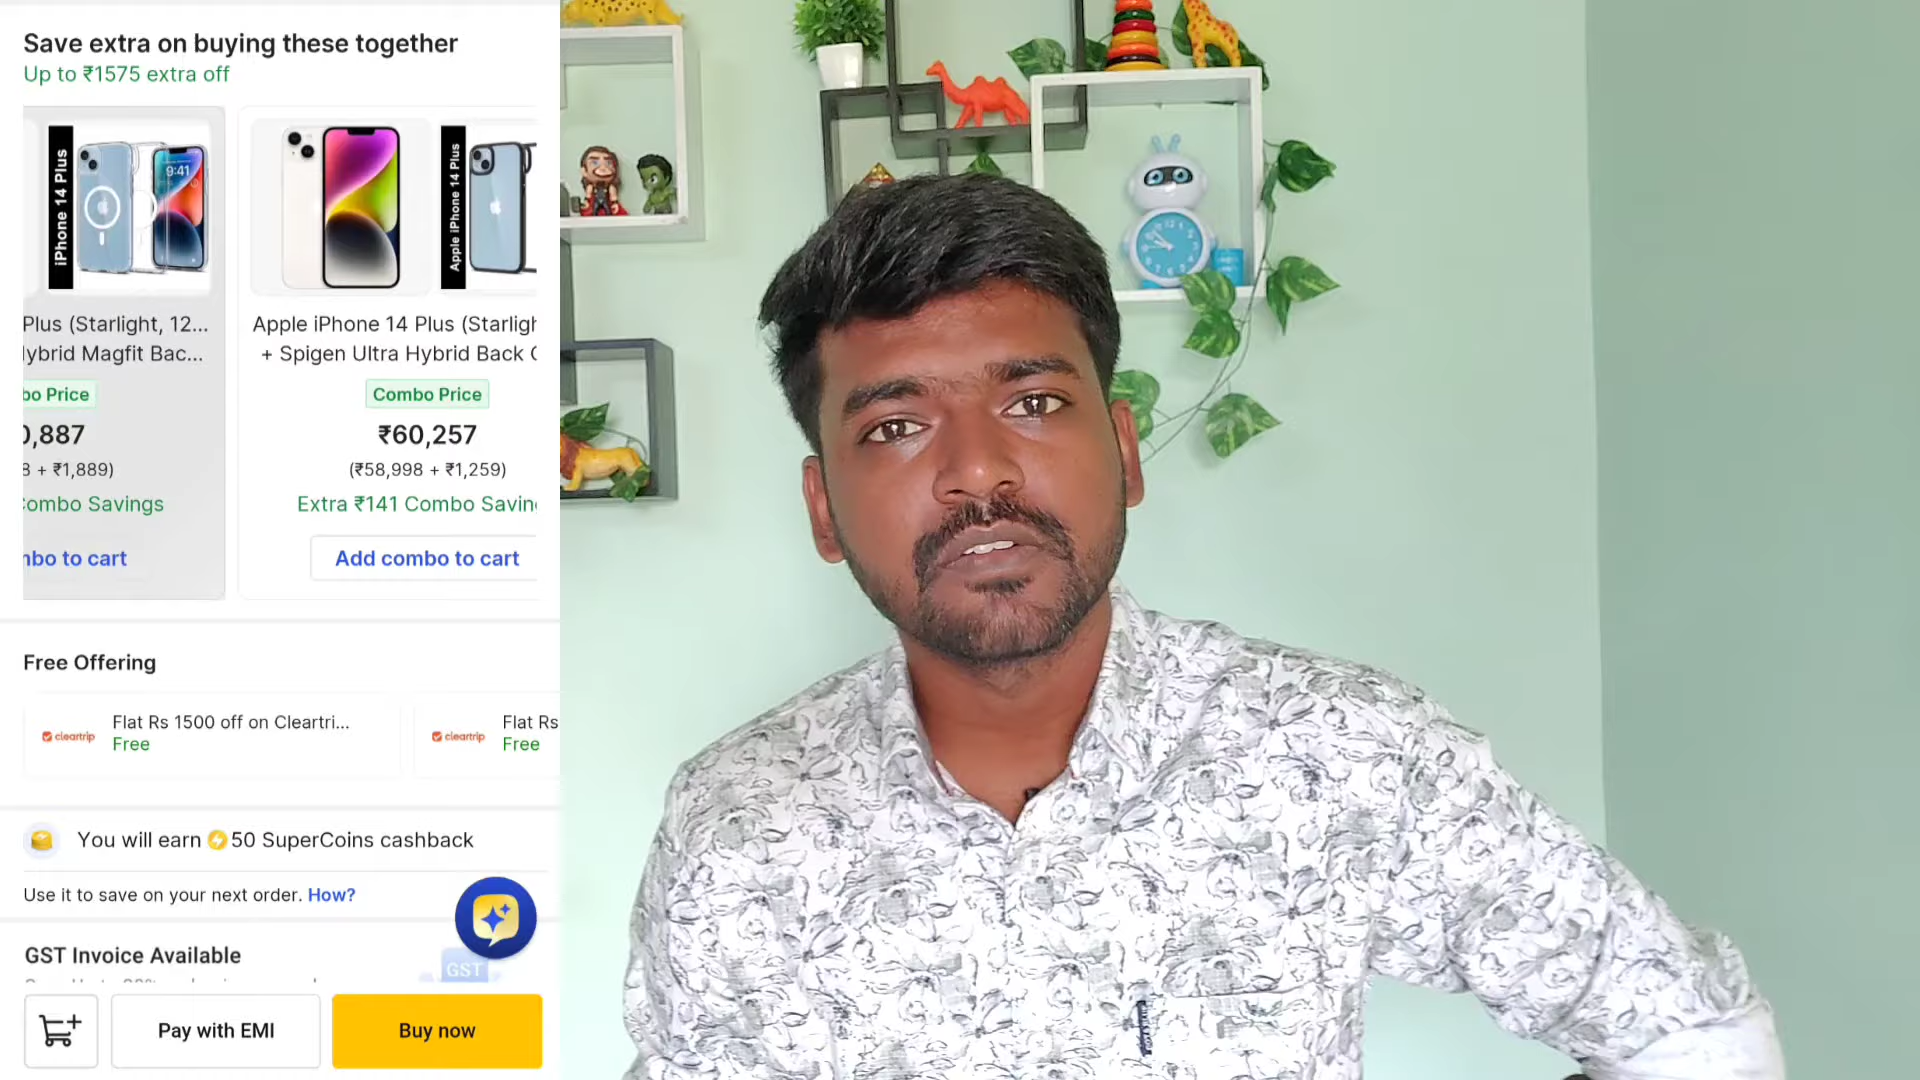 Save extra on buying these together
Up to ₹1575 extra off
iPhone 14 Plus
9:41
Apple iPhone 14 Plus
Plus (Starlight, 12...
ybrid Magfit Bac...
Apple iPhone 14 Plus (Starligh
+ Spigen Ultra Hybrid Back C
bo Price
Combo Price
0,887
₹60,257
8 + ₹1,889)
(₹58,998 + ₹1,259)
Combo Savings
Extra ₹141 Combo Savin
nbo to cart
Add combo to cart
Free Offering
cleartrip
Flat Rs 1500 off on Cleartri...
Free
cleartrip
Flat Rs
Free
You will earn 50 SuperCoins cashback
Use it to save on your next order. How?
GST Invoice Available
GST
Pay with EMI
Buy now